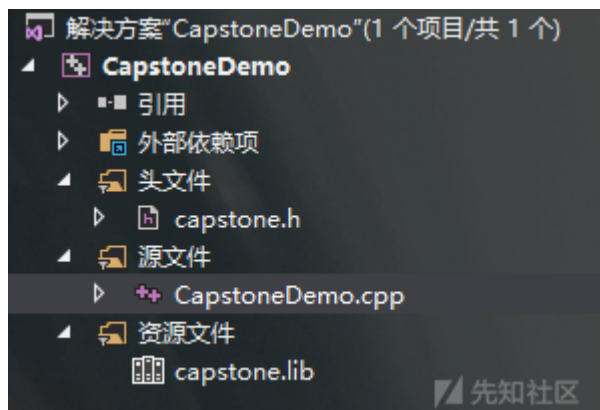 解决方案"CapstoneDemo"(1 个项目/共 1 个)
CapstoneDemo
引用
外部依赖项
头文件
capstone.h
源文件
CapstoneDemo.cpp
资源文件
capstone.lib
先知社区